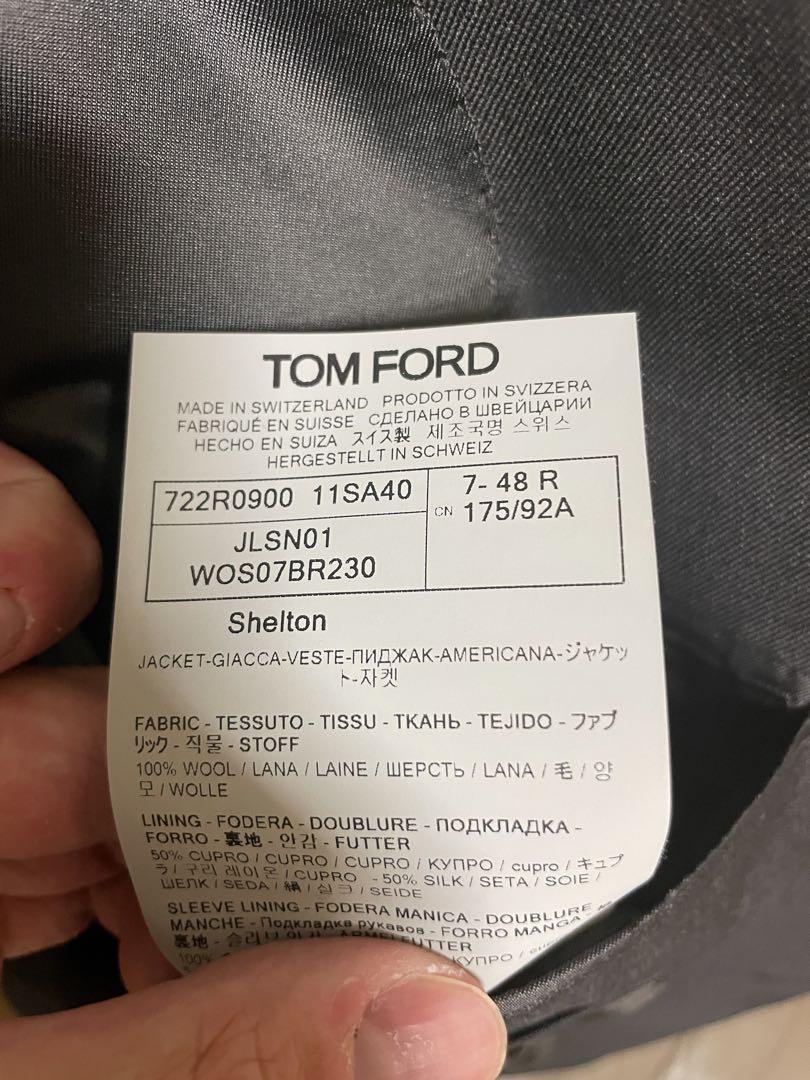 TOM FORD
MADE IN SWITZERLAND PRODOTTO IN SVIZZERA
FABRIQUÉ EN SUISSE СДЕЛАНО В ШВЕЙЦАРИИ
HECHO EN SUIZA スイス製 제조국명 스위스
HERGESTELLT IN SCHWEIZ
722R0900 11SA40
7- 48 R
CN 175/92A
JLSN01
WOS07BR230
Shelton
JACKET-GIACCA-VESTE-ПИДЖАК-AMERICANA-ジャケッ
ト-자켓
FABRIC - TESSUTO - TISSU - ТКАНЬ - TEJIDO - ファブ
リック - 직물 - STOFF
100% WOOL / LANA / LAINE / ШЕРСТЬ / LANA / 毛 / 양
모 / WOLLE
LINING - FODERA - DOUBLURE - ПОДКЛАДКА -
FORRO - 裏地 - 안감 - FUTTER
50% CUPRO / CUPRO / CUPRO / КУПРО / cupro / キュプ
ラ / 구리 레이온 / CUPRO - 50% SILK / SETA / SOIE /
ШЕЛК / SEDA / 絹 / 실크 / SEIDE
SLEEVE LINING - FODERA MANICA - DOUBLURE
MANCHE - Подкладка рукавов - FORRO MANGA -
裏地 -
100%
КУПРО /